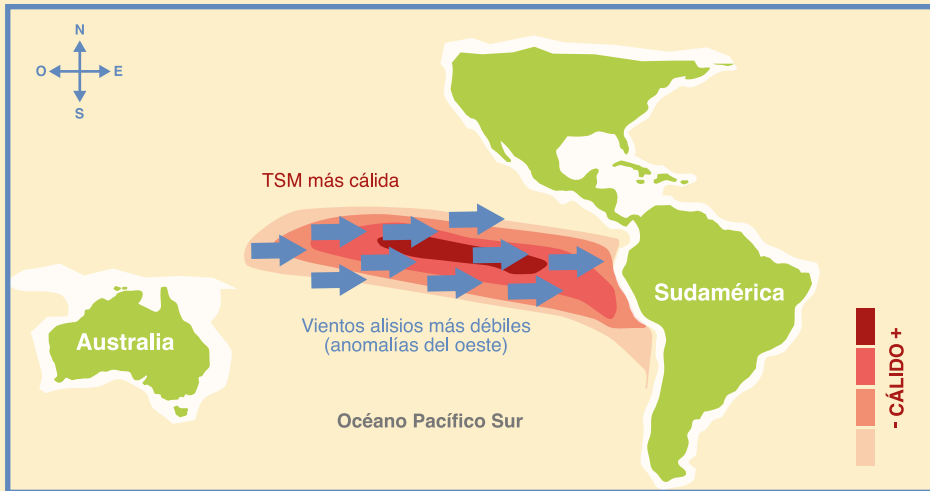 N
O E
S
TSM más cálida
Sudamérica
Australia
Vientos alisios más débiles
(anomalías del oeste)
Océano Pacífico Sur
- CÁLIDO +